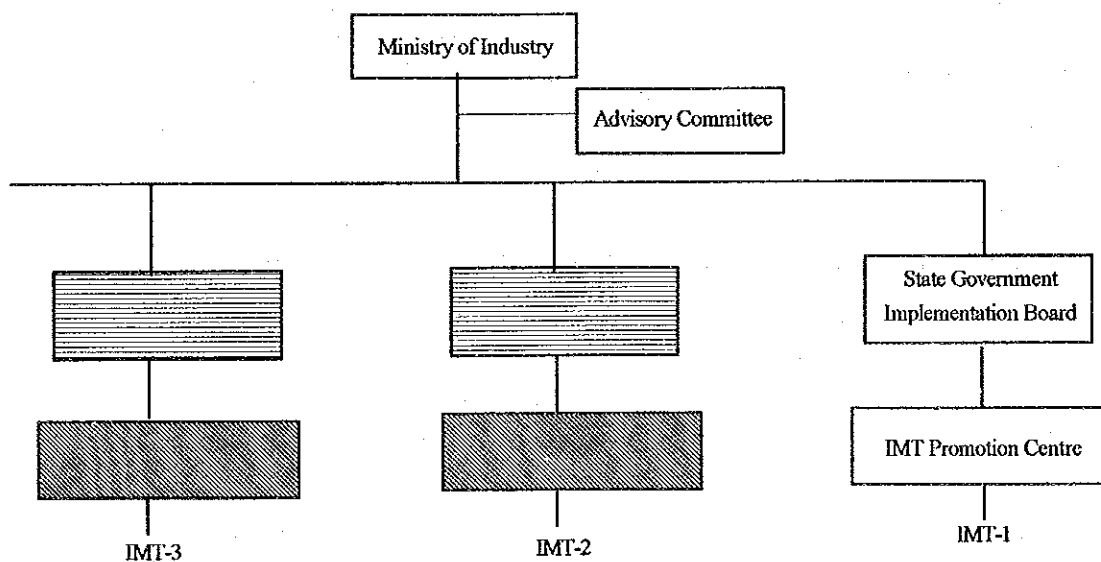 Ministry of Industry
Advisory Committee
State Government
Implementation Board
IMT Promotion Centre
IMT-3
IMT-2
IMT-1